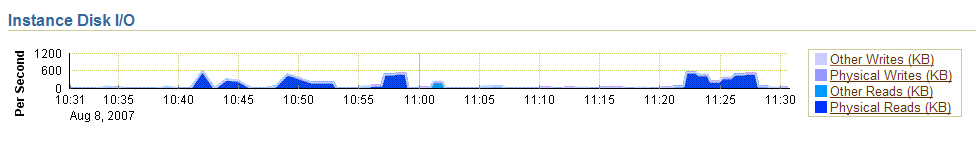 Instance Disk I/O
Per Second
1200
600
0
10:31 10:35 10:40 10:45 10:50 10:55 11:00 11:05 11:10 11:15 11:20 11:25 11:30
Aug 8, 2007
Other Writes (KB)
Physical Writes (KB)
Other Reads (KB)
Physical Reads (KB)